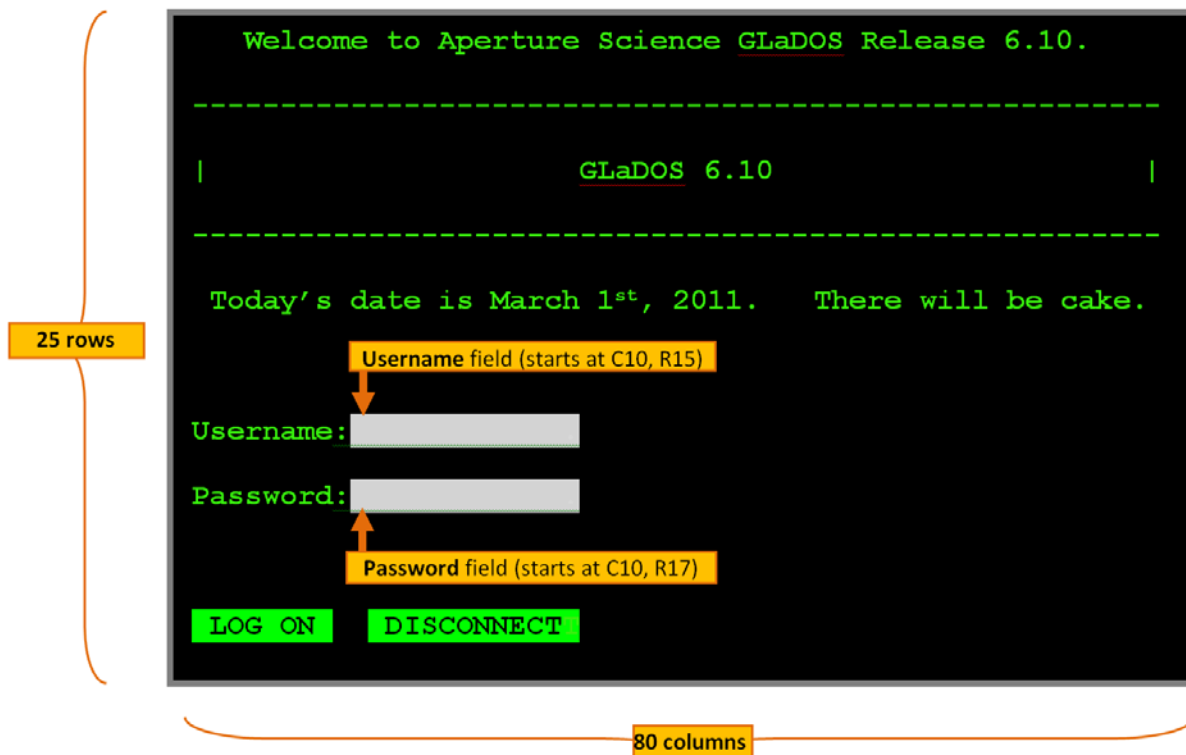 Welcome to Aperture Science GLaDOS Release 6.10.
-------------------------------------------------------
| GLaDOS 6.10 |
-------------------------------------------------------
Today's date is March 1st, 2011. There will be cake.
25 rows
Username field (starts at C10, R15)
Username:
Password:
Password field (starts at C10, R17)
LOG ON DISCONNECTT
80 columns